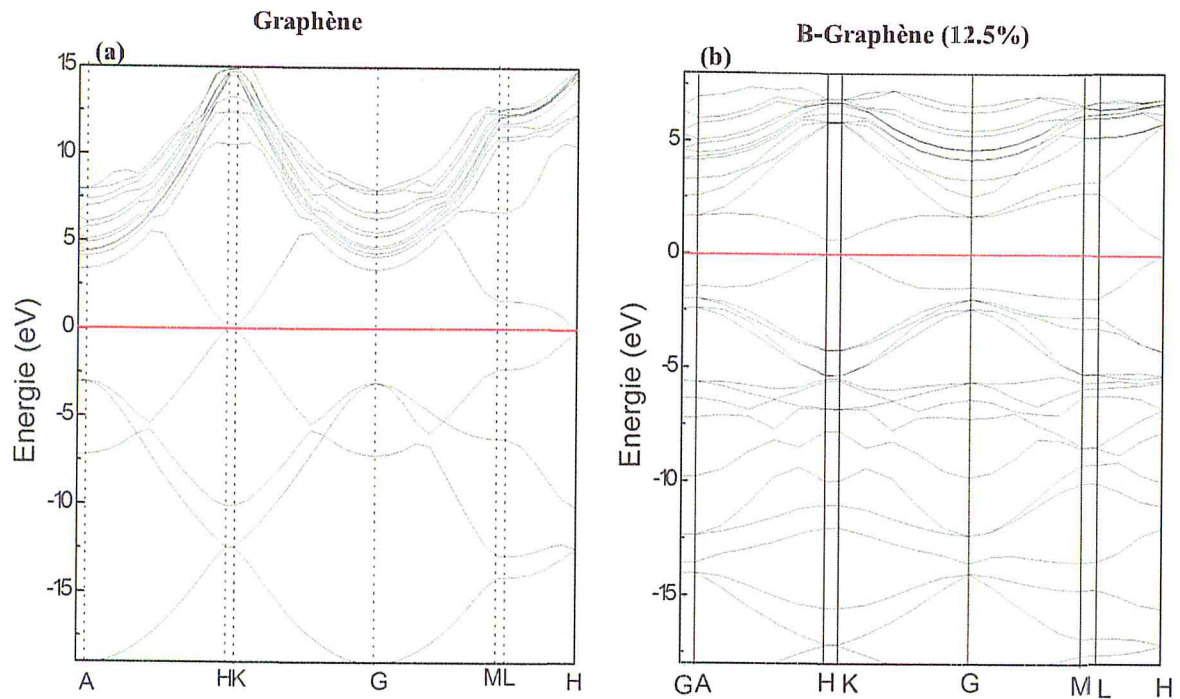 Graphène
(a)
15
10
5
0
-5
-10
-15
Energie (eV)
A HK G ML H
B-Graphène (12.5%)
(b)
5
0
-5
-10
-15
Energie (eV)
GA H K G M L H